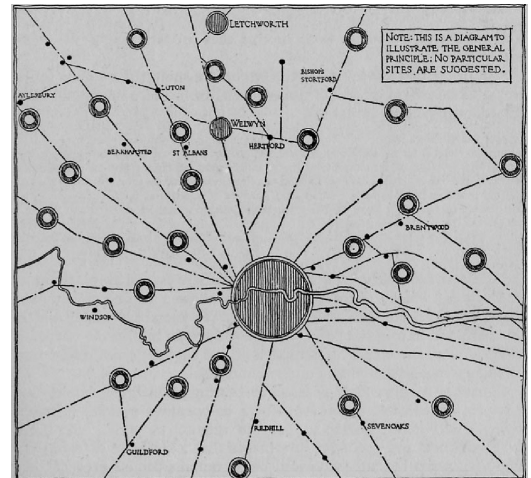 LETCHWORTH
NOTE: THIS IS A DIAGRAM TO
ILLUSTRATE THE GENERAL
PRINCIPLE: NO PARTICULAR
SITES ARE SUGGESTED.
BISHOP'S
STORTFORD
LUTON
AYLESBURY
WELWYN
HERTFORD
BERKHAMSTED
ST ALBANS
BRENTWOOD
WINDSOR
REDHILL
SEVENOAKS
GUILDFORD